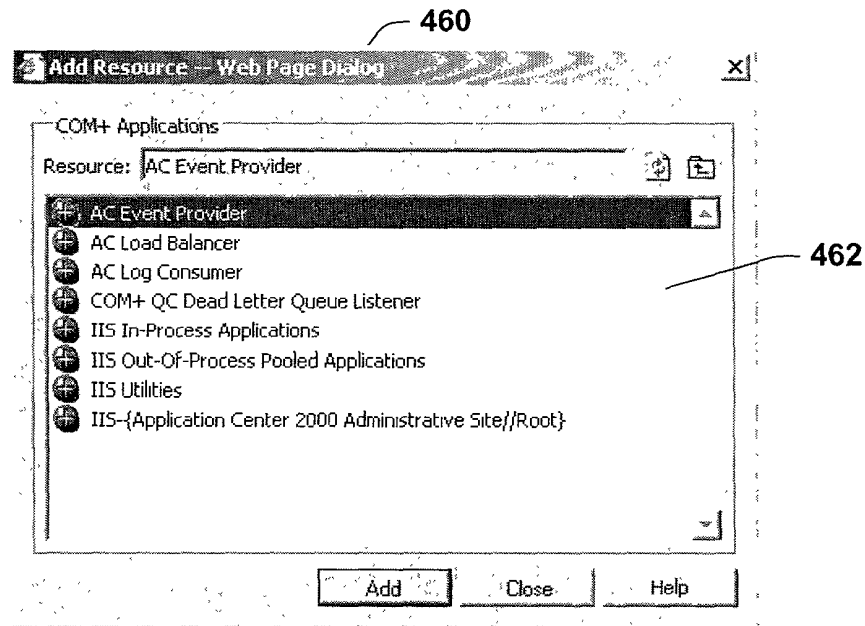 460
Add Resource -- Web Page Dialog
COM+ Applications
Resource: AC Event Provider
AC Event Provider
AC Load Balancer
AC Log Consumer
COM+ QC Dead Letter Queue Listener
IIS In-Process Applications
IIS Out-Of-Process Pooled Applications
IIS Utilities
IIS-{Application Center 2000 Administrative Site//Root}
462
Add Close Help